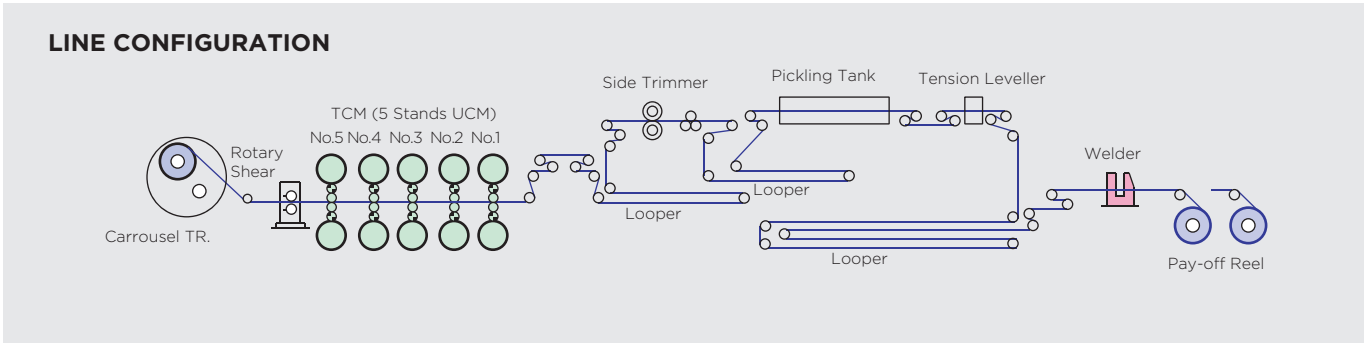 LINE CONFIGURATION
Side Trimmer
Pickling Tank
Tension Leveller
TCM (5 Stands UCM)
No.5 No.4 No.3 No.2 No.1
Rotary
Shear
Welder
Looper
Looper
Carrousel TR.
Looper
Pay-off Reel